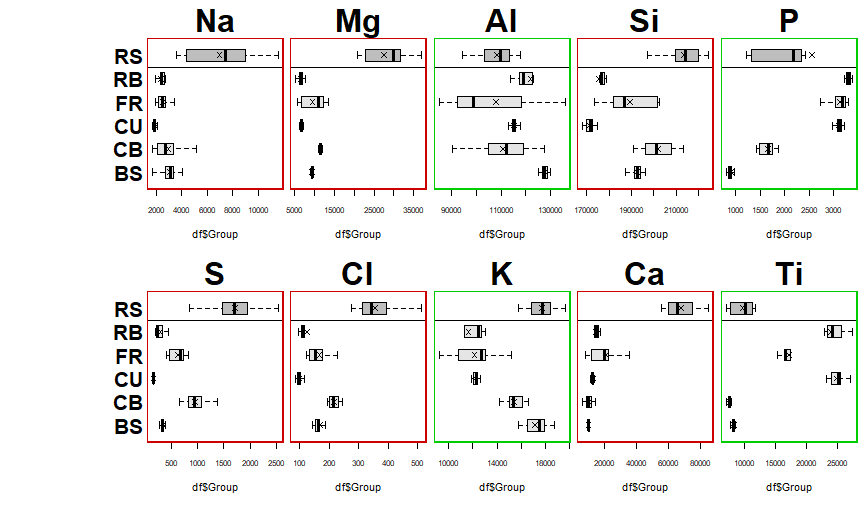 Na Mg Al Si P
RS
RB
FR
CU
CB
BS
2000 4000 6000 8000 10000 5000 15000 25000 35000 90000 110000 130000 170000 190000 210000 1000 1500 2000 2500 3000
df$Group df$Group df$Group df$Group df$Group
S Cl K Ca Ti
RS
RB
FR
CU
CB
BS
500 1000 1500 2000 2500 100 200 300 400 500 10000 14000 18000 20000 40000 60000 80000 10000 15000 20000 25000
df$Group df$Group df$Group df$Group df$Group